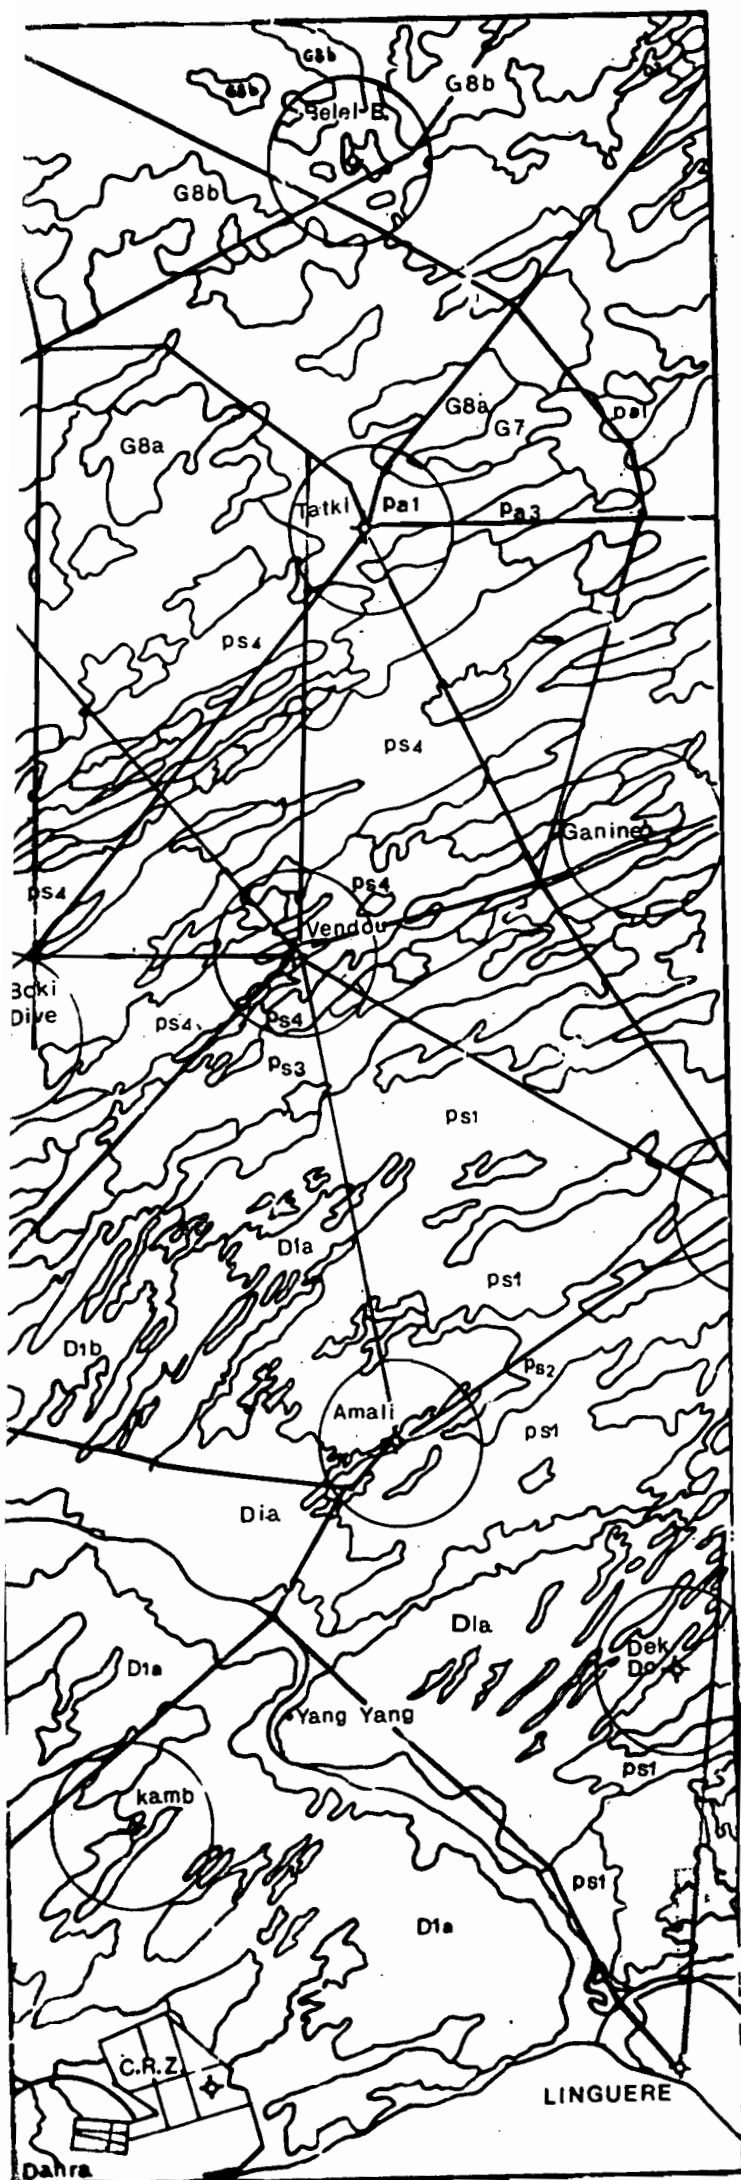 G8b
G8b
G8b
Belel B.
G8b
G8a
G8a
G7
pa1
Tatki
Pa1
Pa3
ps4
ps4
Ganine
ps4
ps4
Vendou
Boki
Dive
ps4
Ps4
ps3
ps1
D1a
ps1
D1b
ps2
Amali
ps1
Dia
D1a
D1a
Dek
Do
Yang Yang
ps1
kamb
ps1
D1a
C.R.Z.
LINGUERE
Dahra